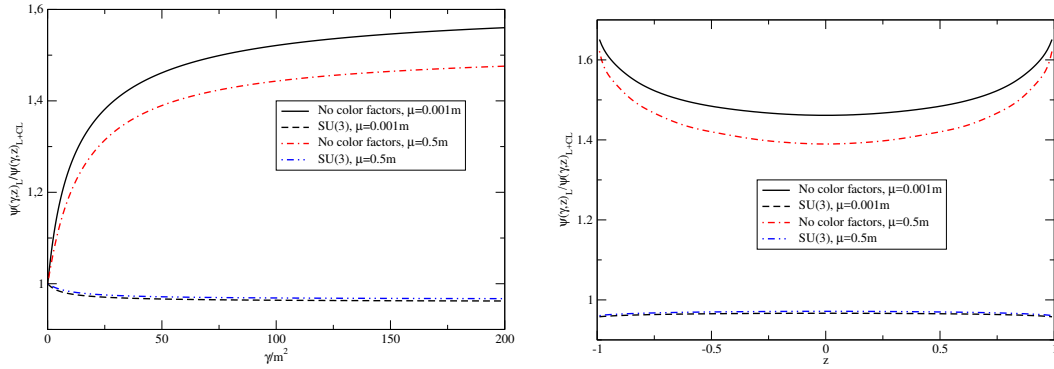 1,6
1,4
1,2
1
ψ(γ,z)_L/ψ(γ,z)_{L+CL}
No color factors, μ=0.001m
SU(3), μ=0.001m
No color factors, μ=0.5m
SU(3), μ=0.5m
0 50 100 150 200
γ/m²
1.6
1.4
1.2
1
ψ(γ,z)_L/ψ(γ,z)_{L+CL}
No color factors, μ=0.001m
SU(3), μ=0.001m
No color factors, μ=0.5m
SU(3), μ=0.5m
-1 -0.5 0 0.5 1
z